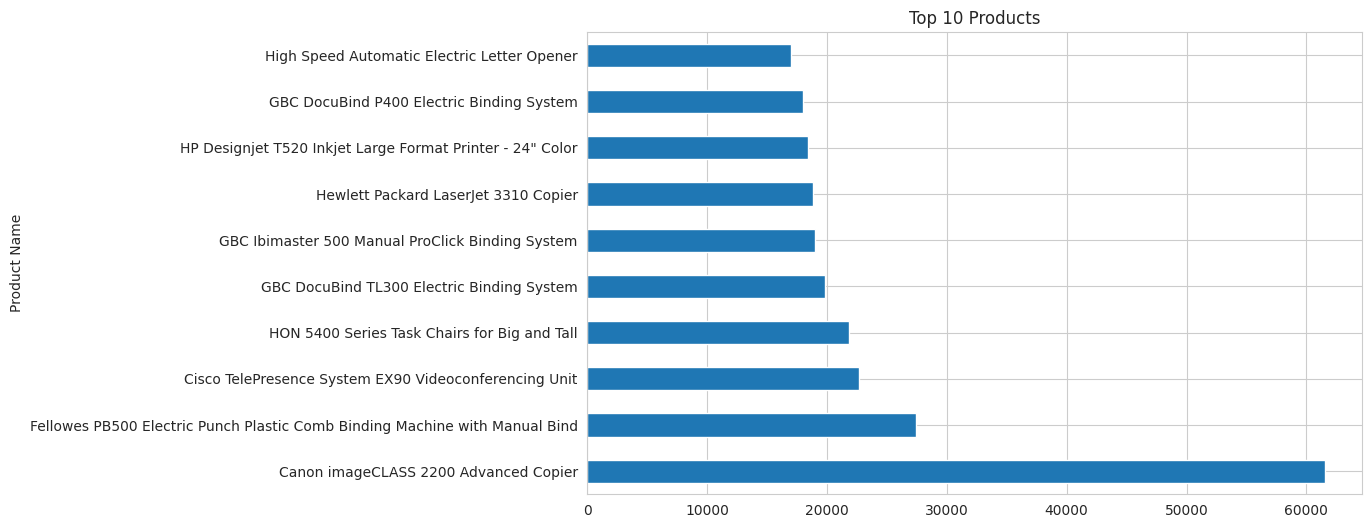 Top 10 Products
Product Name
High Speed Automatic Electric Letter Opener
GBC DocuBind P400 Electric Binding System
HP Designjet T520 Inkjet Large Format Printer - 24" Color
Hewlett Packard LaserJet 3310 Copier
GBC Ibimaster 500 Manual ProClick Binding System
GBC DocuBind TL300 Electric Binding System
HON 5400 Series Task Chairs for Big and Tall
Cisco TelePresence System EX90 Videoconferencing Unit
Fellowes PB500 Electric Punch Plastic Comb Binding Machine with Manual Bind
Canon imageCLASS 2200 Advanced Copier
0 10000 20000 30000 40000 50000 60000